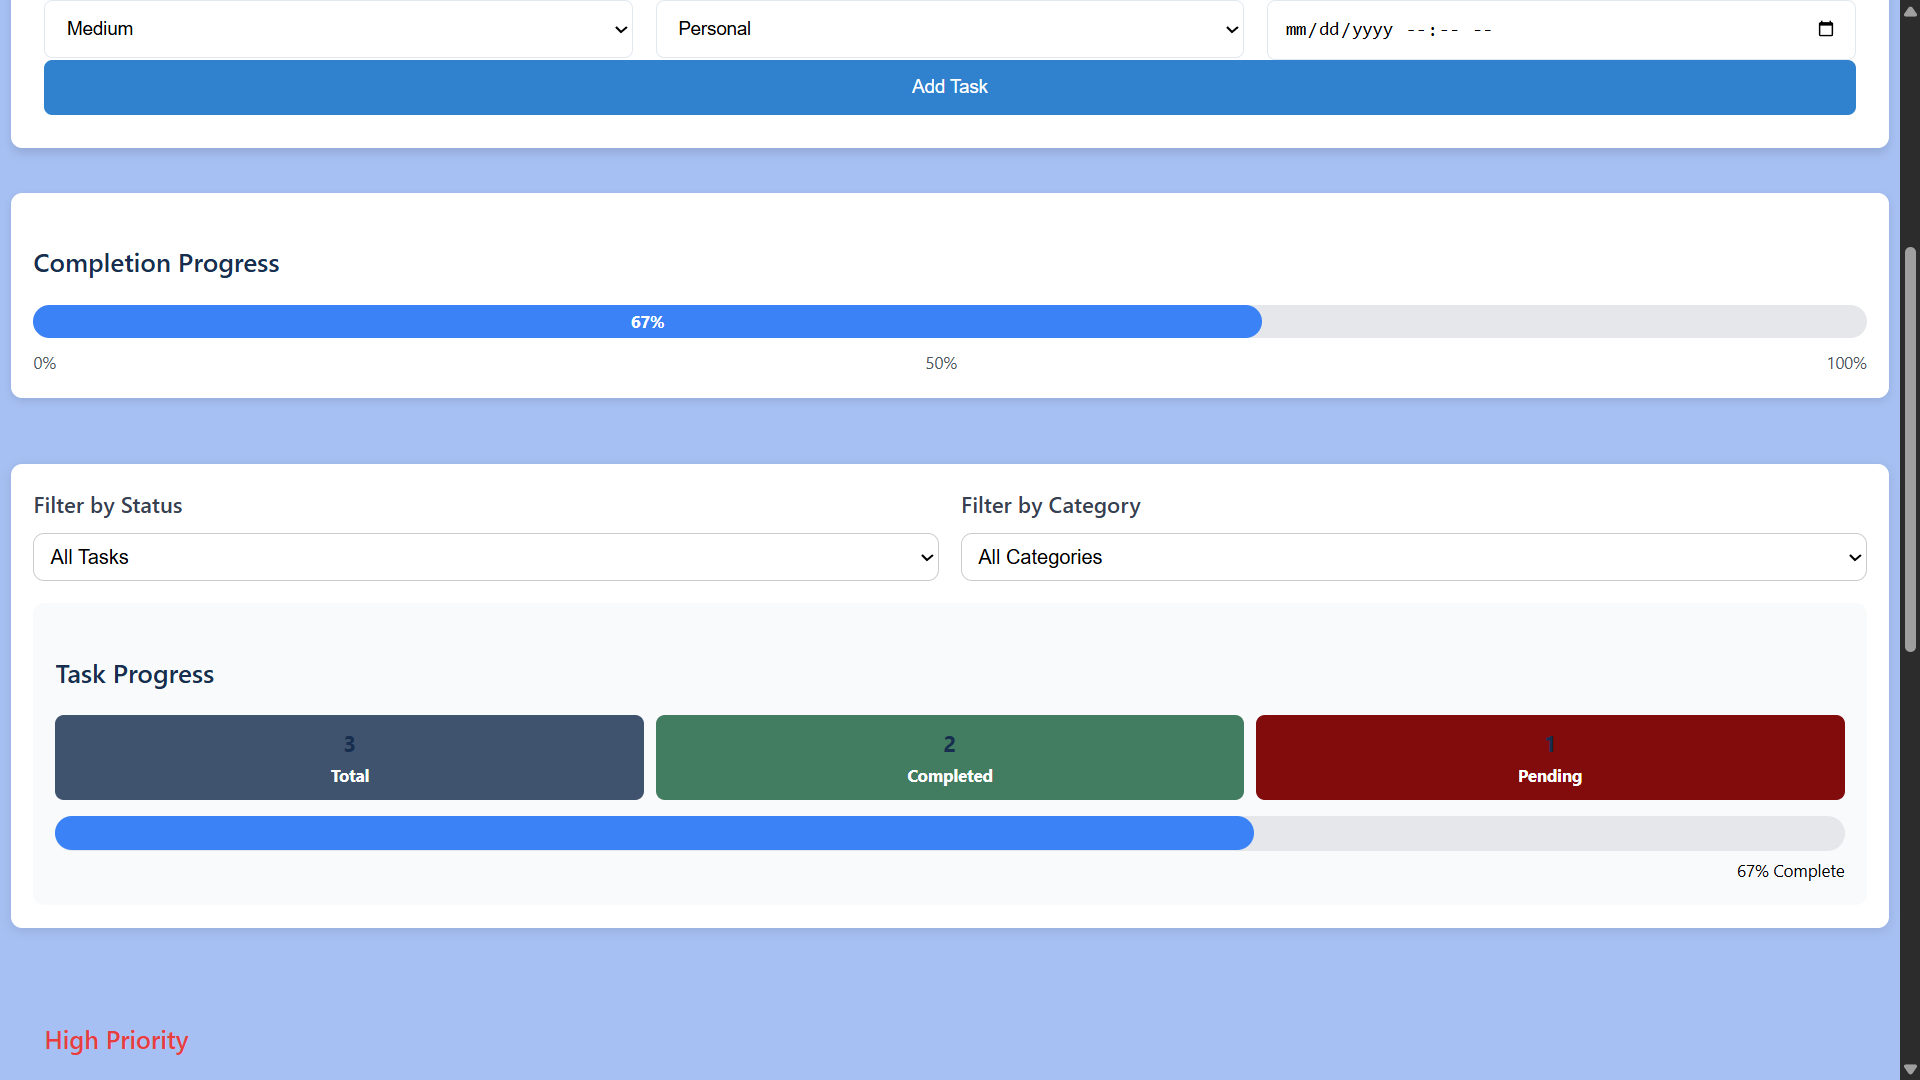 Medium Personal mm/dd/yyyy --:-- --
Add Task
Completion Progress
67%
0% 50% 100%
Filter by Status Filter by Category
All Tasks All Categories
Task Progress
3 2 1
Total Completed Pending
67% Complete
High Priority